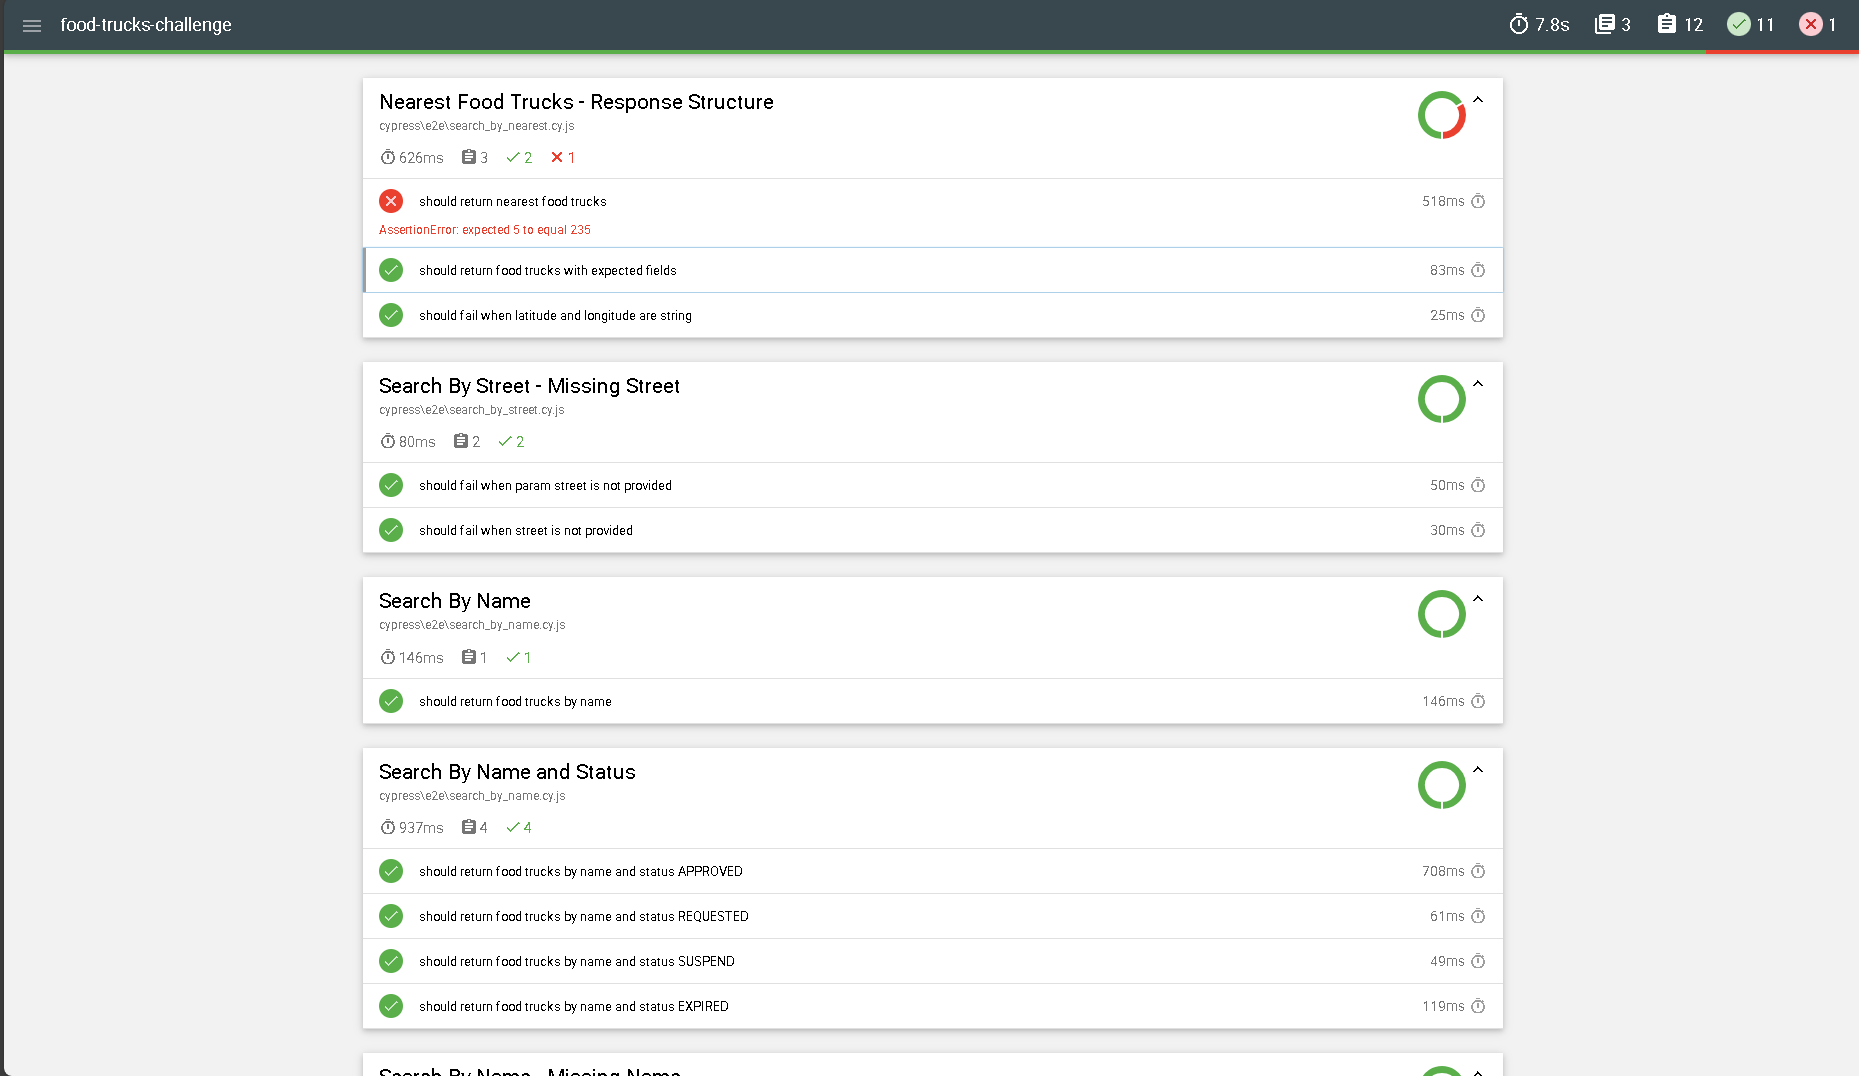 food-trucks-challenge
7.8s 3 12 11 1
Nearest Food Trucks - Response Structure
cypress\e2e\search_by_nearest.cy.js
626ms 3 2 1
should return nearest food trucks 518ms
AssertionError: expected 5 to equal 235
should return food trucks with expected fields 83ms
should fail when latitude and longitude are string 25ms
Search By Street - Missing Street
cypress\e2e\search_by_street.cy.js
80ms 2 2
should fail when param street is not provided 50ms
should fail when street is not provided 30ms
Search By Name
cypress\e2e\search_by_name.cy.js
146ms 1 1
should return food trucks by name 146ms
Search By Name and Status
cypress\e2e\search_by_name.cy.js
937ms 4 4
should return food trucks by name and status APPROVED 708ms
should return food trucks by name and status REQUESTED 61ms
should return food trucks by name and status SUSPEND 49ms
should return food trucks by name and status EXPIRED 119ms
Search By Name - Missing Name